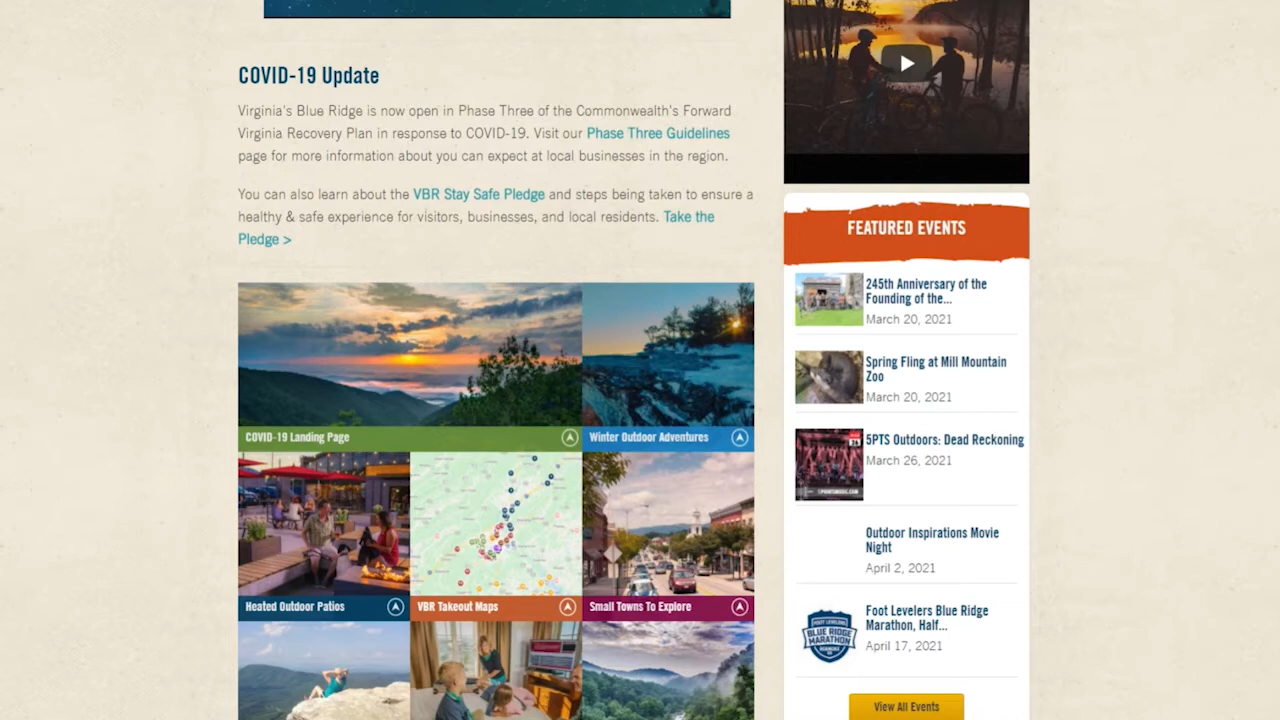 COVID-19 Update
Virginia's Blue Ridge is now open in Phase Three of the Commonwealth's Forward
Virginia Recovery Plan in response to COVID-19. Visit our Phase Three Guidelines
page for more information about you can expect at local businesses in the region.
You can also learn about the VBR Stay Safe Pledge and steps being taken to ensure a
healthy & safe experience for visitors, businesses, and local residents. Take the
Pledge >
COVID-19 Landing Page
Winter Outdoor Adventures
Heated Outdoor Patios
VBR Takeout Maps
Small Towns To Explore
FEATURED EVENTS
245th Anniversary of the
Founding of the...
March 20, 2021
Spring Fling at Mill Mountain
Zoo
March 20, 2021
5PTS Outdoors: Dead Reckoning
March 26, 2021
Outdoor Inspirations Movie
Night
April 2, 2021
FOOT LEVELERS
BLUE RIDGE
MARATHON
Foot Levelers Blue Ridge
Marathon, Half...
April 17, 2021
View All Events